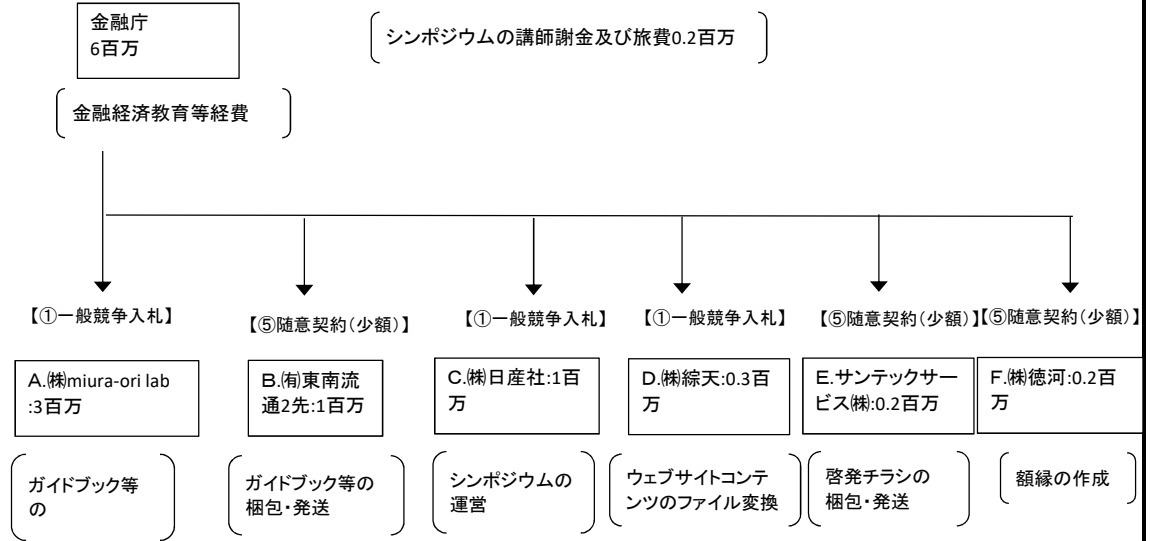 金融庁
6百万
シンポジウムの講師謝金及び旅費0.2百万
金融経済教育等経費
【①一般競争入札】
【⑤随意契約(少額)】
【①一般競争入札】
【①一般競争入札】
【⑤随意契約(少額)】
【⑤随意契約(少額)】
A.㈱miura-ori lab
:3百万
B.㈲東南流
通2先:1百万
C.㈱日産社:1百
万
D.㈱綜天:0.3百
万
E.サンテックサー
ビス㈱:0.2百万
F.㈱徳河:0.2百
万
ガイドブック等
の
ガイドブック等の
梱包・発送
シンポジウムの
運営
ウェブサイトコンテ
ンツのファイル変換
啓発チラシの
梱包・発送
額縁の作成